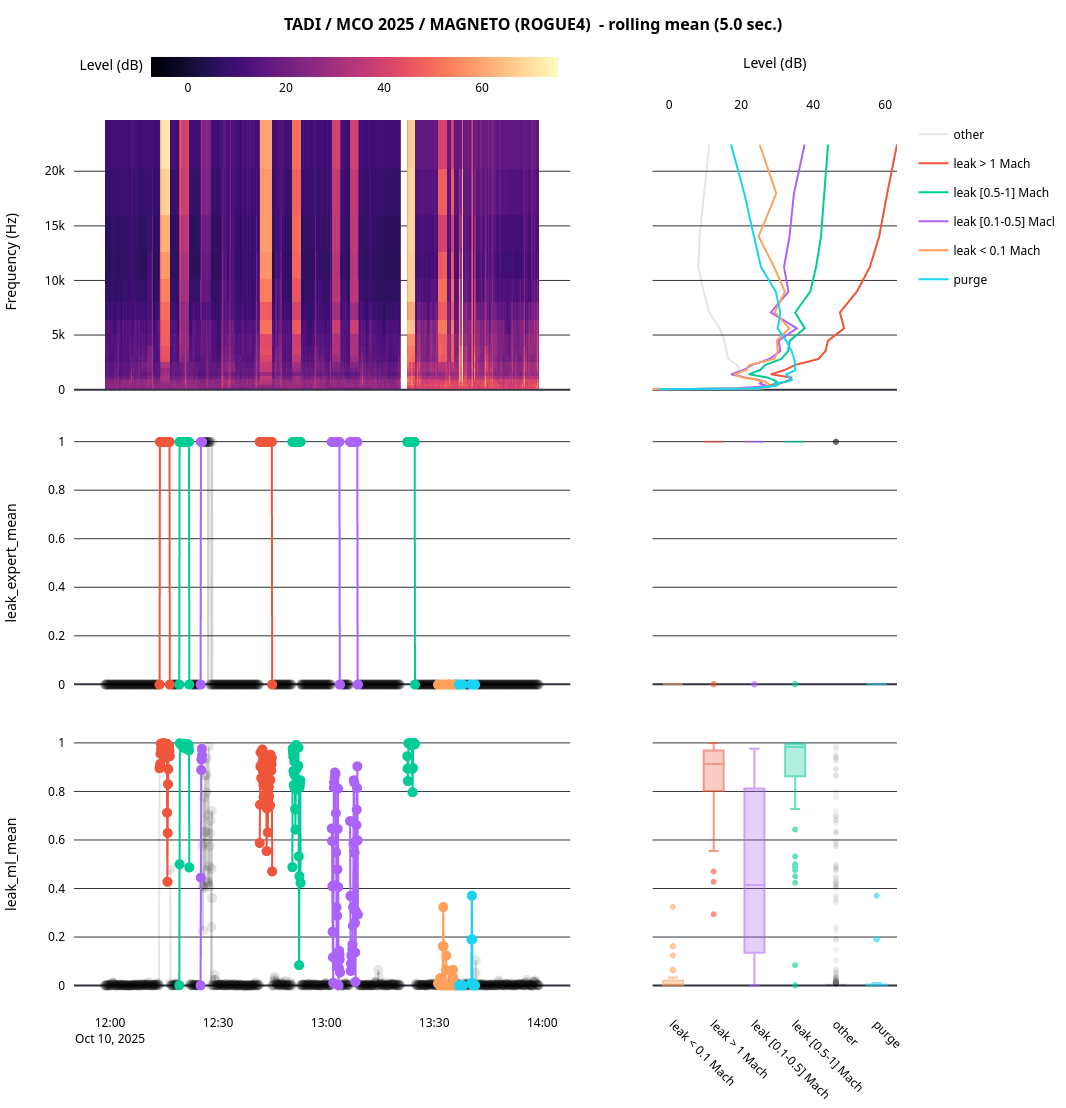 TADI / MCO 2025 / MAGNETO (ROGUE4)  - rolling mean (5.0 sec.)
Level (dB)
0 20 40 60
Level (dB)
0 20 40 60
Frequency (Hz)
20k
15k
10k
5k
0
other
leak > 1 Mach
leak [0.5-1] Mach
leak [0.1-0.5] Macl
leak < 0.1 Mach
purge
leak_expert_mean
1
0.8
0.6
0.4
0.2
0
leak_ml_mean
1
0.8
0.6
0.4
0.2
0
12:00 12:30 13:00 13:30 14:00
Oct 10, 2025
leak < 0.1 Mach
leak > 1 Mach
leak [0.1-0.5] Mach
leak [0.5-1] Mach
other
purge